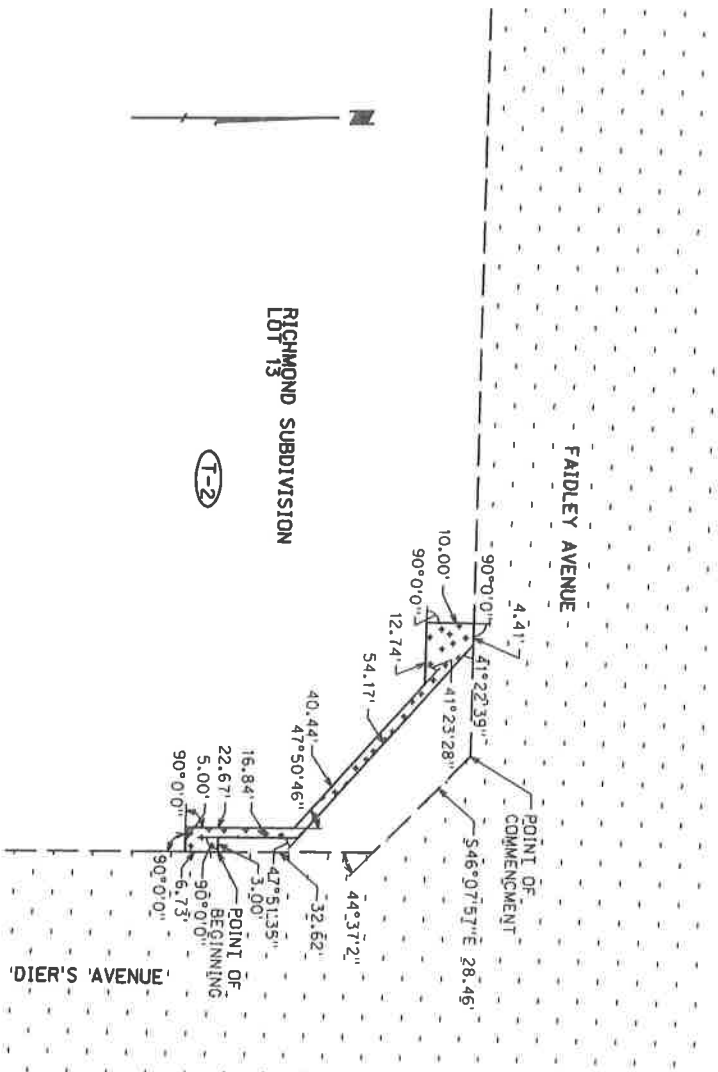 FAIDLEY AVENUE
4.41'
90°0'0"
10.00'
90°0'0"
41°22'39"
41°23'28"
12.74'
54.17'
POINT OF
COMMENCMENT
S46°07'57"E 28.46'
40.44'
47°50'46"
44°37'2"
32.62'
47°51'35"
3.00'
16.84'
22.67'
5.00'
90°0'0"
90°0'0"
POINT OF
BEGINNING
6.73'
90°0'0"
RICHMOND SUBDIVISION
LOT 13
T-2
DIER'S AVENUE